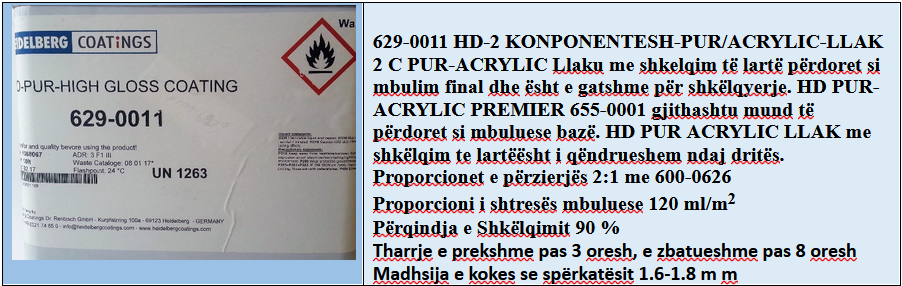 Wa
HEIDELBERG COATINGS
D-PUR-HIGH GLOSS COATING
629-0011
and quality bevore using the product!
ADR: 3 F1 III
Waste Cataloge: 08 01 17*
Flashpoint: 24 °C
UN 1263
Coatings Dr. Rentzsch GmbH - Kurpfalzring 100a - 69123 Heidelberg - GERMANY
info@heidelbergcoatings.com - www.heidelbergcoatings.com
629-0011 HD-2 KONPONENTESH-PUR/ACRYLIC-LLAK
2 C PUR-ACRYLIC Llaku me shkelqim të lartë përdoret si
mbulim final dhe ësht e gatshme për shkëlqyerje. HD PUR-
ACRYLIC PREMIER 655-0001 gjithashtu mund të
përdoret si mbuluese bazë. HD PUR ACRYLIC LLAK me
shkëlqim te lartëësht i qëndrueshem ndaj dritës.
Proporcionet e përzierjës 2:1 me 600-0626
Proporcioni i shtresës mbuluese 120 ml/m2
Përqindja e Shkëlqimit 90 %
Tharrje e prekshme pas 3 oresh, e zbatueshme pas 8 oresh
Madhsija e kokes se spërkatësit 1.6-1.8 m m